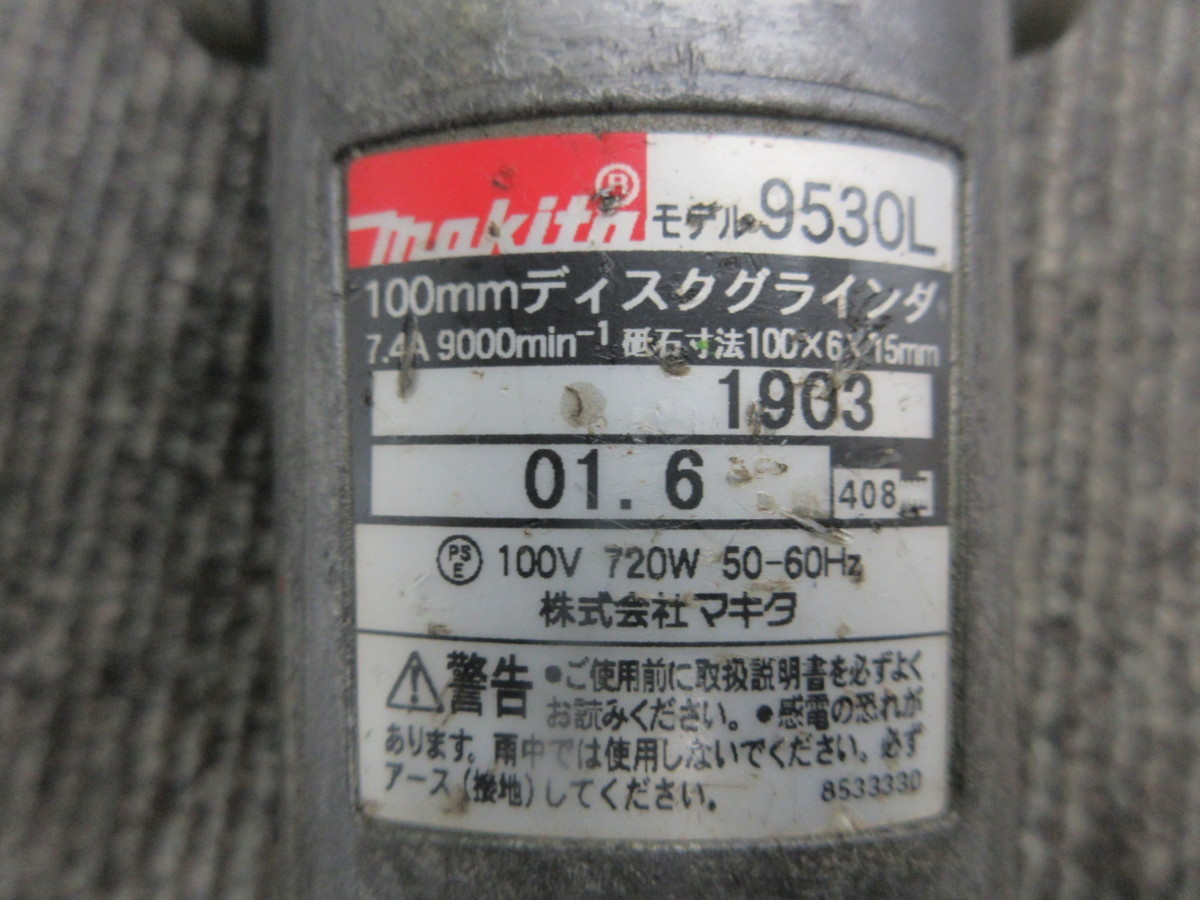 makita®
モデル 9530L
100mmディスクグラインダ
7.4A 9000min⁻¹ 砥石寸法100×6×15mm
1903
01. 6
408
PS
E
100V 720W 50-60Hz
株式会社 マキタ
警告 •ご使用前に取扱説明書を必ずよく
お読みください。•感電の恐れが
あります。雨中では使用しないでください。必ず
アース(接地)してください。
8533330